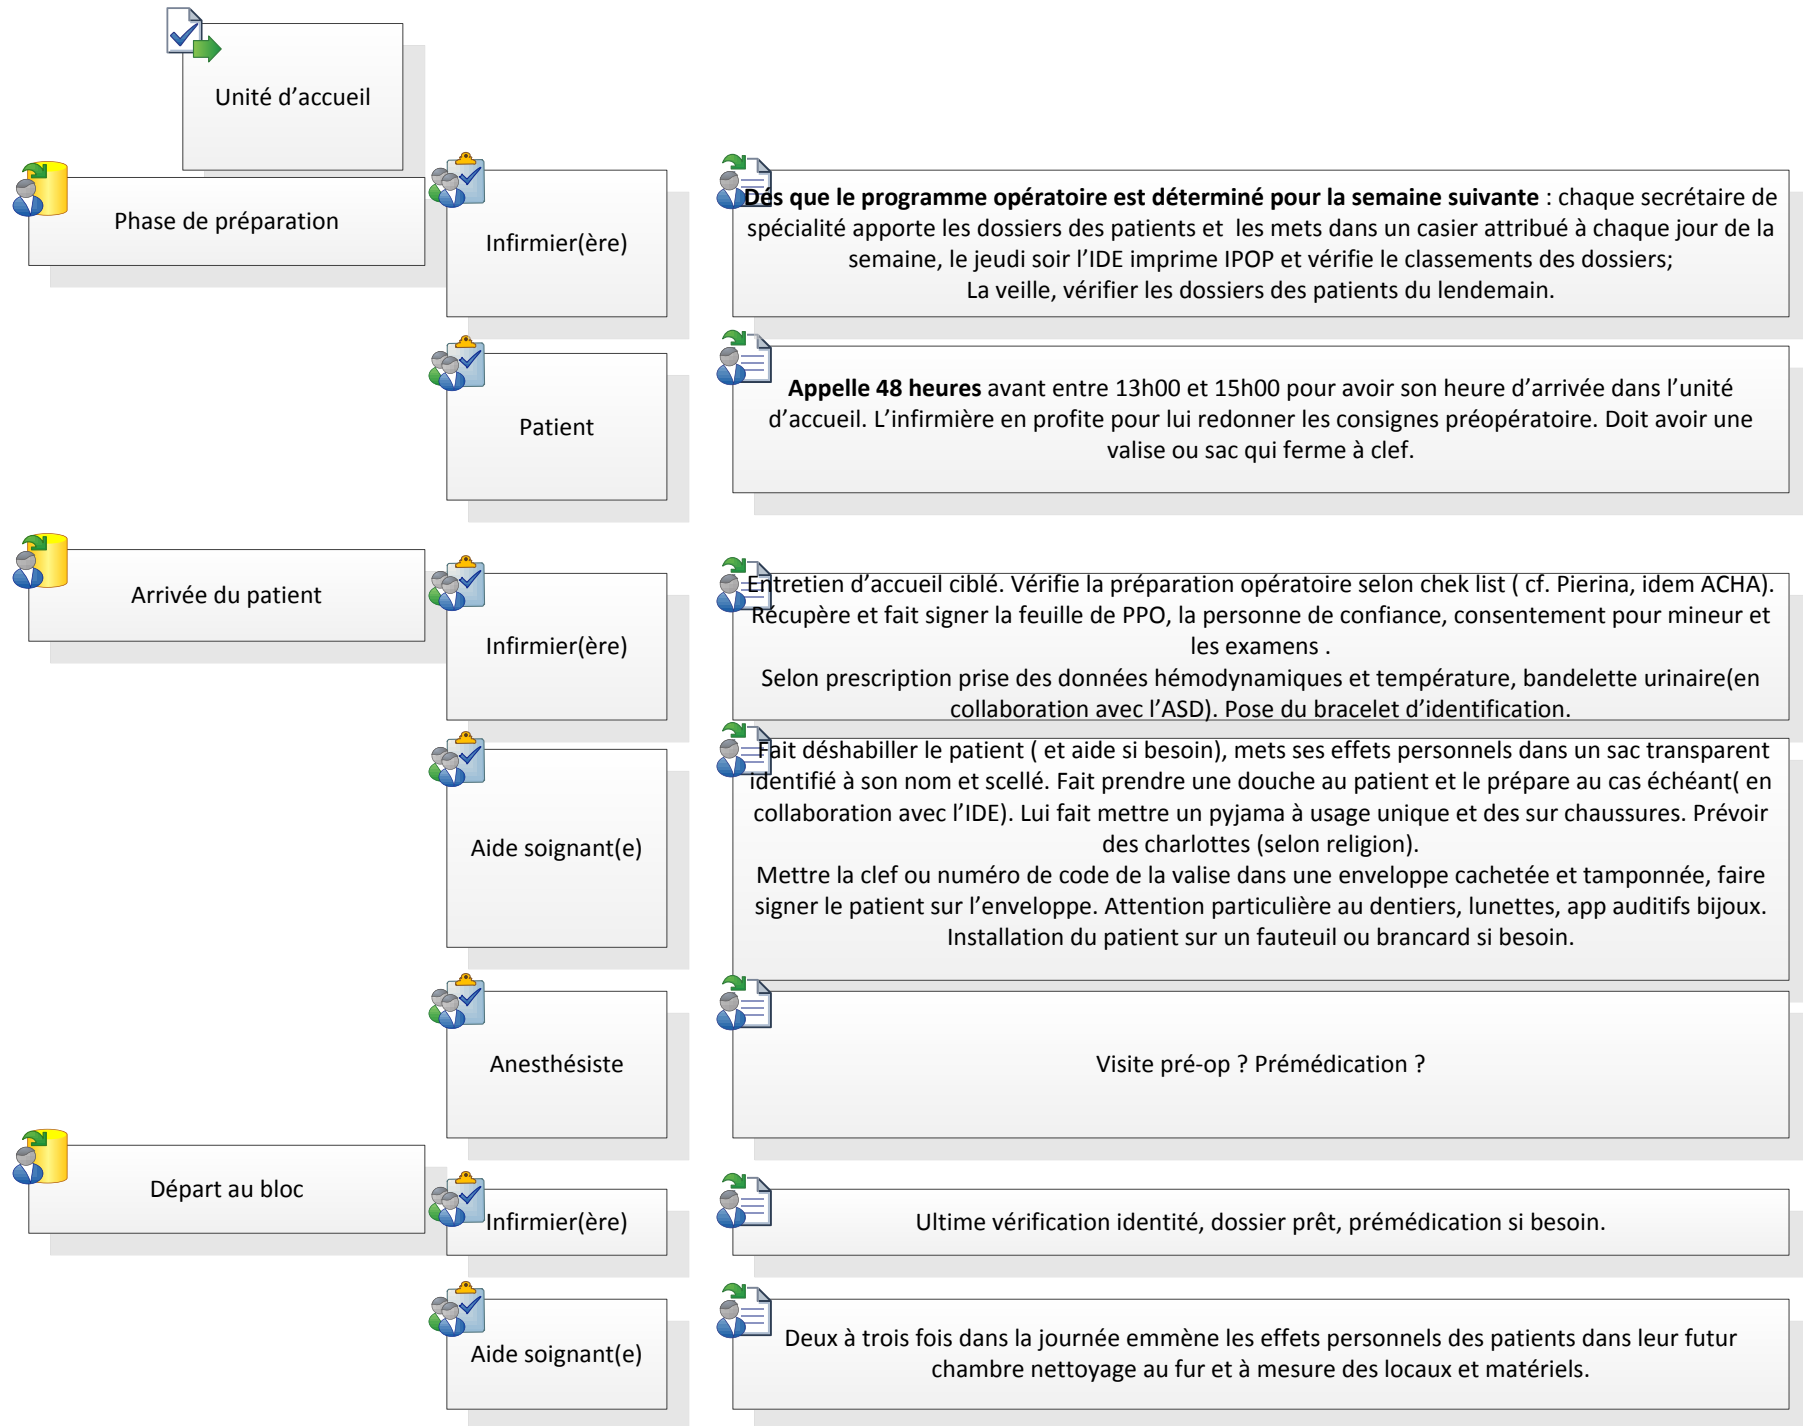 Unité d’accueil
Phase de préparation
Infirmier(ère)
Dés que le programme opératoire est déterminé pour la semaine suivante : chaque secrétaire de
spécialité apporte les dossiers des patients et les mets dans un casier attribué à chaque jour de la
semaine, le jeudi soir l’IDE imprime IPOP et vérifie le classements des dossiers;
La veille, vérifier les dossiers des patients du lendemain.
Patient
Appelle 48 heures avant entre 13h00 et 15h00 pour avoir son heure d’arrivée dans l’unité
d’accueil. L’infirmière en profite pour lui redonner les consignes préopératoire. Doit avoir une
valise ou sac qui ferme à clef.
Arrivée du patient
Infirmier(ère)
Entretien d’accueil ciblé. Vérifie la préparation opératoire selon chek list ( cf. Pierina, idem ACHA).
Récupère et fait signer la feuille de PPO, la personne de confiance, consentement pour mineur et
les examens .
Selon prescription prise des données hémodynamiques et température, bandelette urinaire(en
collaboration avec l’ASD). Pose du bracelet d’identification.
Aide soignant(e)
Fait déshabiller le patient ( et aide si besoin), mets ses effets personnels dans un sac transparent
identifié à son nom et scellé. Fait prendre une douche au patient et le prépare au cas échéant( en
collaboration avec l’IDE). Lui fait mettre un pyjama à usage unique et des sur chaussures. Prévoir
des charlottes (selon religion).
Mettre la clef ou numéro de code de la valise dans une enveloppe cachetée et tamponnée, faire
signer le patient sur l’enveloppe. Attention particulière au dentiers, lunettes, app auditifs bijoux.
Installation du patient sur un fauteuil ou brancard si besoin.
Anesthésiste
Visite pré-op ? Prémédication ?
Départ au bloc
Infirmier(ère)
Ultime vérification identité, dossier prêt, prémédication si besoin.
Aide soignant(e)
Deux à trois fois dans la journée emmène les effets personnels des patients dans leur futur
chambre nettoyage au fur et à mesure des locaux et matériels.